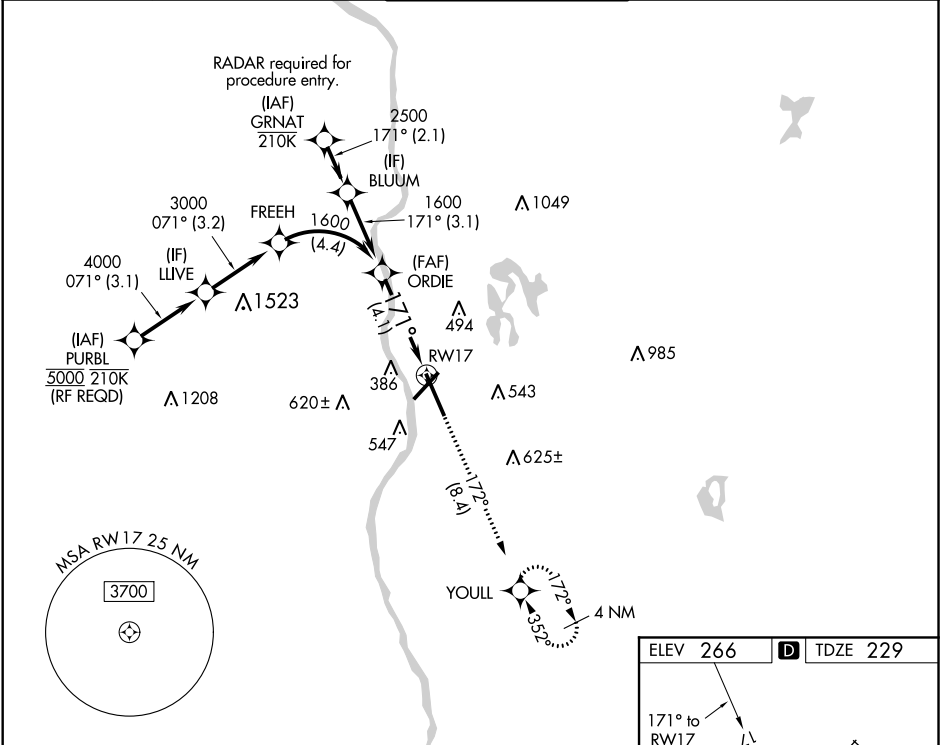 RADAR required for
procedure entry.
(IAF)
GRNAT
210K
2500
171° (2.1)
(IF)
BLUUM
1600
171° (3.1)
1049
3000
071° (3.2)
FREEH
1600
(4.4)
4000
071° (3.1)
(IF)
LLIVE
1523
(FAF)
ORDIE
171°
(4.1)
494
(IAF)
PURBL
5000 210K
(RF REQD)
RW17
985
386
1208
620±
543
547
625±
172°
(8.4)
MSA RW17 25 NM
3700
YOULL
172°
352°
4 NM
ELEV 266
D
TDZE 229
171° to
RW17